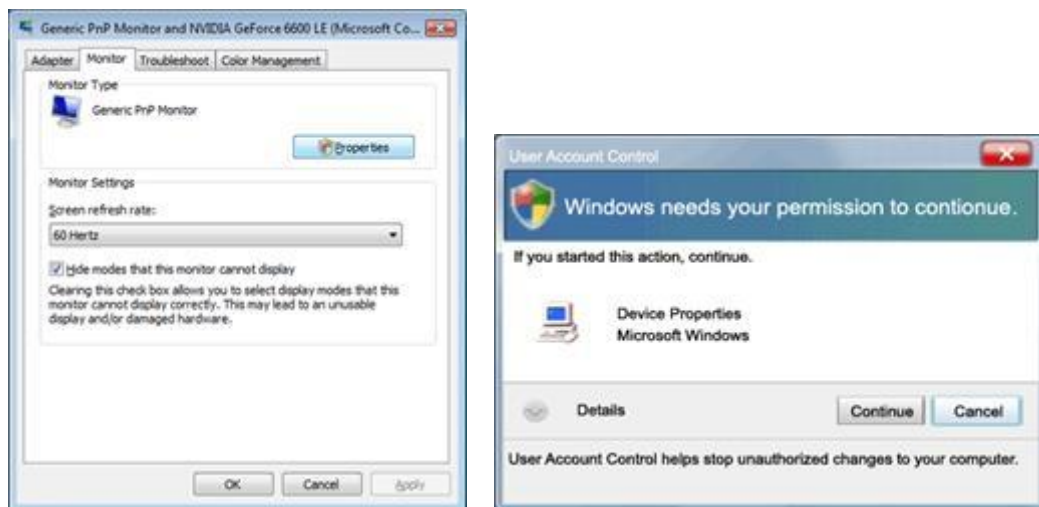 Generic PnP Monitor and NVIDIA GeForce 6600 LE (Microsoft Co...
Adapter Monitor Troubleshoot Color Management
Monitor Type
Generic PnP Monitor
Properties
Monitor Settings
Screen refresh rate:
60 Hertz
Hide modes that this monitor cannot display
Clearing this check box allows you to select display modes that this
monitor cannot display correctly. This may lead to an unusable
display and/or damaged hardware.
OK Cancel Apply
User Account Control
Windows needs your permission to contionue.
If you started this action, continue.
Device Properties
Microsoft Windows
Details Continue Cancel
User Account Control helps stop unauthorized changes to your computer.